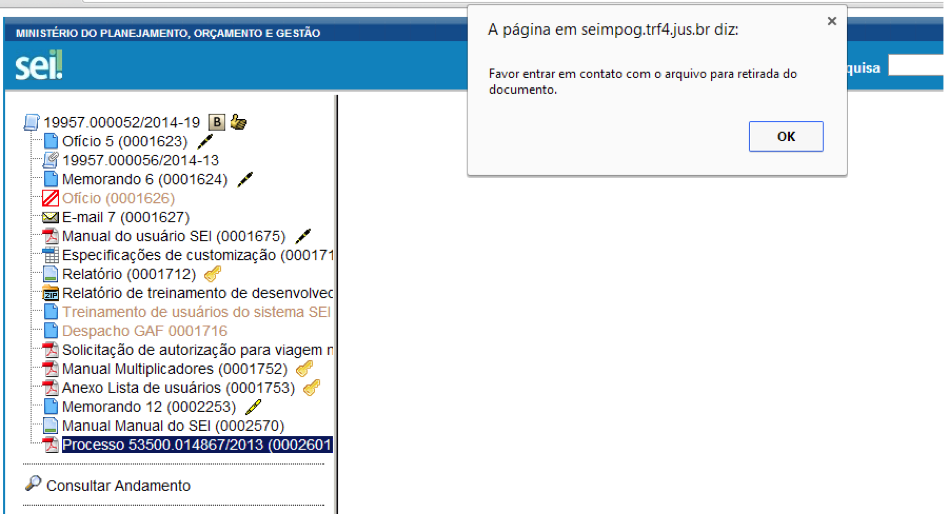 MINISTÉRIO DO PLANEJAMENTO, ORÇAMENTO E GESTÃO
sei!
quisa
A página em seimpog.trf4.jus.br diz:
×
Favor entrar em contato com o arquivo para retirada do
documento.
OK
19957.000052/2014-19 B
Ofício 5 (0001623)
19957.000056/2014-13
Memorando 6 (0001624)
Ofício (0001626)
E-mail 7 (0001627)
Manual do usuário SEI (0001675)
Especificações de customização (000171
Relatório (0001712)
ZIP Relatório de treinamento de desenvolvec
Treinamento de usuários do sistema SEI
Despacho GAF 0001716
Solicitação de autorização para viagem n
Manual Multiplicadores (0001752)
Anexo Lista de usuários (0001753)
Memorando 12 (0002253)
Manual Manual do SEI (0002570)
Processo 53500.014867/2013 (0002601
Consultar Andamento